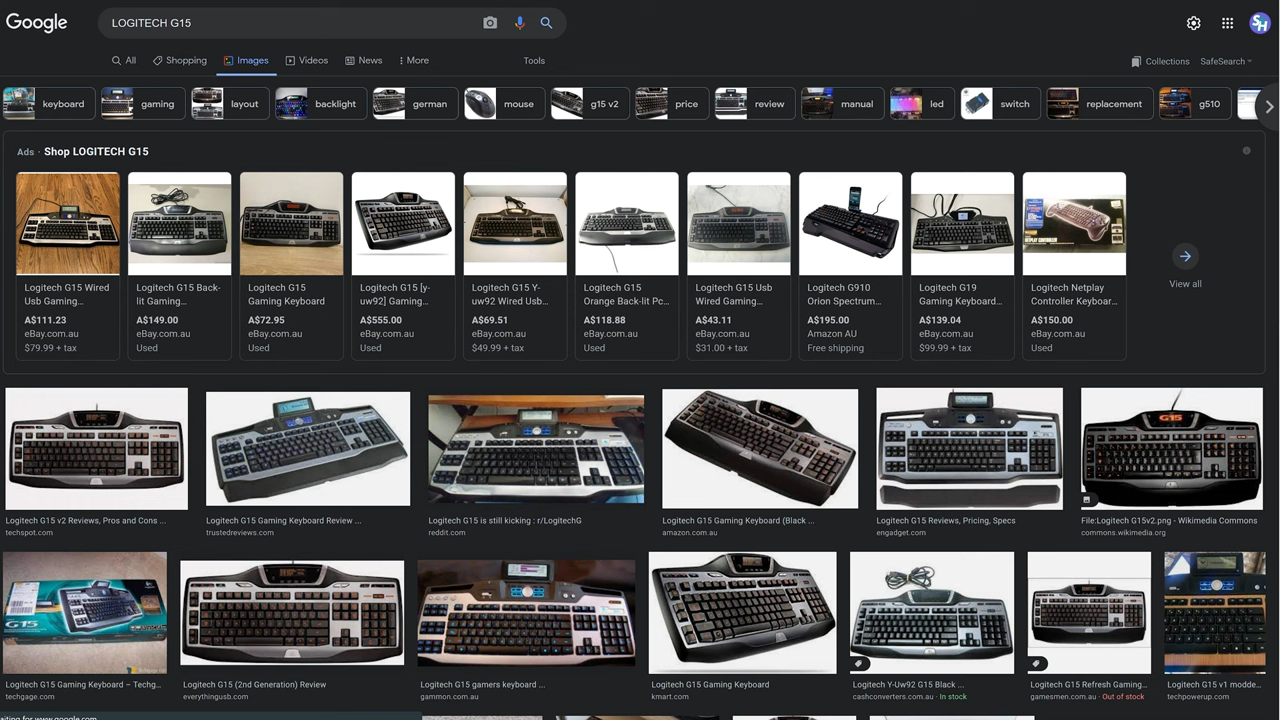 Google
LOGITECH G15
SH
All
Shopping
Images
Videos
News
More
Tools
Collections
SafeSearch
keyboard
gaming
layout
backlight
german
mouse
g15 v2
price
review
manual
led
switch
replacement
g510
Ads · Shop LOGITECH G15
Logitech G15 Wired
Usb Gaming...
A$111.23
eBay.com.au
$79.99 + tax
Logitech G15 Back-
lit Gaming...
A$149.00
eBay.com.au
Used
Logitech G15
Gaming Keyboard
A$72.95
eBay.com.au
Used
Logitech G15 [y-
uw92] Gaming...
A$555.00
eBay.com.au
Used
Logitech G15 Y-
uw92 Wired Usb...
A$69.51
eBay.com.au
$49.99 + tax
Logitech G15
Orange Back-lit Pc...
A$118.88
eBay.com.au
Used
Logitech G15 Usb
Wired Gaming...
A$43.11
eBay.com.au
$31.00 + tax
Logitech G910
Orion Spectrum...
A$195.00
Amazon AU
Free shipping
Logitech G19
Gaming Keyboard...
A$139.04
eBay.com.au
$99.99 + tax
Logitech Netplay
Controller Keyboar...
A$150.00
eBay.com.au
Used
View all
G15
Logitech G15 v2 Reviews, Pros and Cons ...
techspot.com
Logitech G15 Gaming Keyboard Review ...
trustedreviews.com
Logitech G15 is still kicking : r/LogitechG
reddit.com
Logitech G15 Gaming Keyboard (Black ...
amazon.com.au
Logitech G15 Reviews, Pricing, Specs
engadget.com
File:Logitech G15v2.png - Wikimedia Commons
commons.wikimedia.org
G15
Logitech G15 Gaming Keyboard – Techg...
techgage.com
Logitech G15 (2nd Generation) Review
everythingusb.com
Logitech G15 gamers keyboard ...
gammon.com.au
Logitech G15 Gaming Keyboard
kmart.com
Logitech Y-Uw92 G15 Black ...
cashconverters.com.au · In stock
Logitech G15 Refresh Gaming...
gamesmen.com.au · Out of stock
Logitech G15 v1 modde...
techpowerup.com
aiting for www.google.com